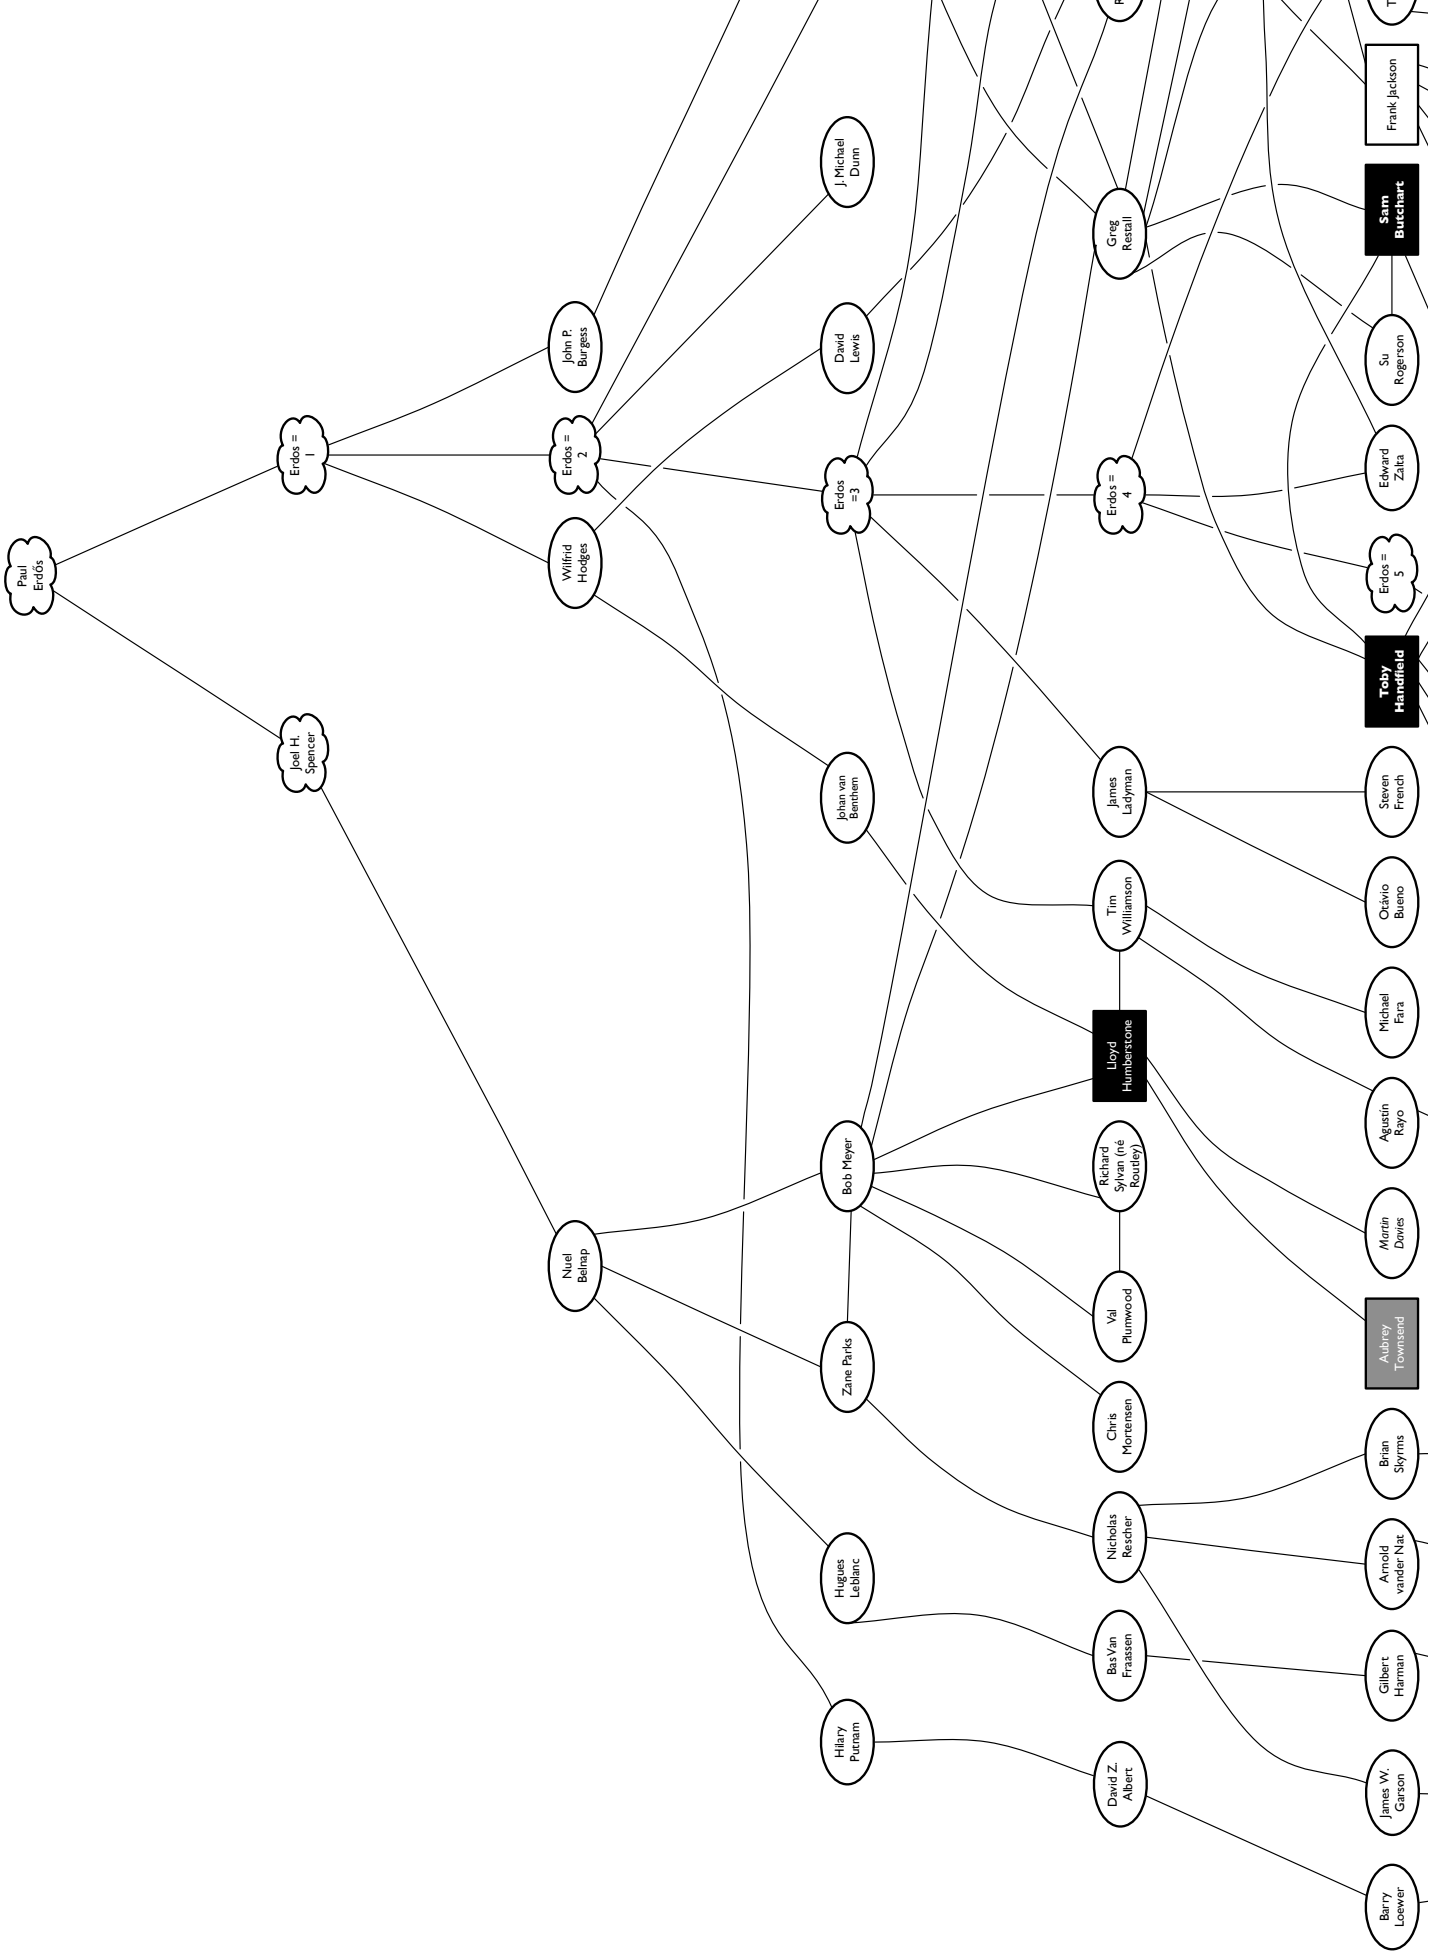 Paul
Erdős
Erdos =
1
Joel H.
Spencer
John P.
Burgess
Erdos =
2
Wilfrid
Hodges
Nuel
Belnap
J. Michael
Dunn
David
Lewis
Erdos
=3
Johan van
Benthem
Bob Meyer
Zane Parks
Hugues
Leblanc
Hilary
Putnam
R
Greg
Restall
Erdos =
4
James
Ladyman
Tim
Williamson
Lloyd
Humberstone
Richard
Sylvan (né
Routley)
Val
Plumwood
Chris
Mortensen
Nicholas
Rescher
Bas Van
Fraassen
David Z.
Albert
T
Frank Jackson
Sam
Butchart
Su
Rogerson
Edward
Zalta
Erdos =
5
Toby
Handfield
Steven
French
Otávio
Bueno
Michael
Fara
Agustín
Rayo
Martin
Davies
Aubrey
Townsend
Brian
Skyrms
Arnold
vander Nat
Gilbert
Harman
James W.
Garson
Barry
Loewer